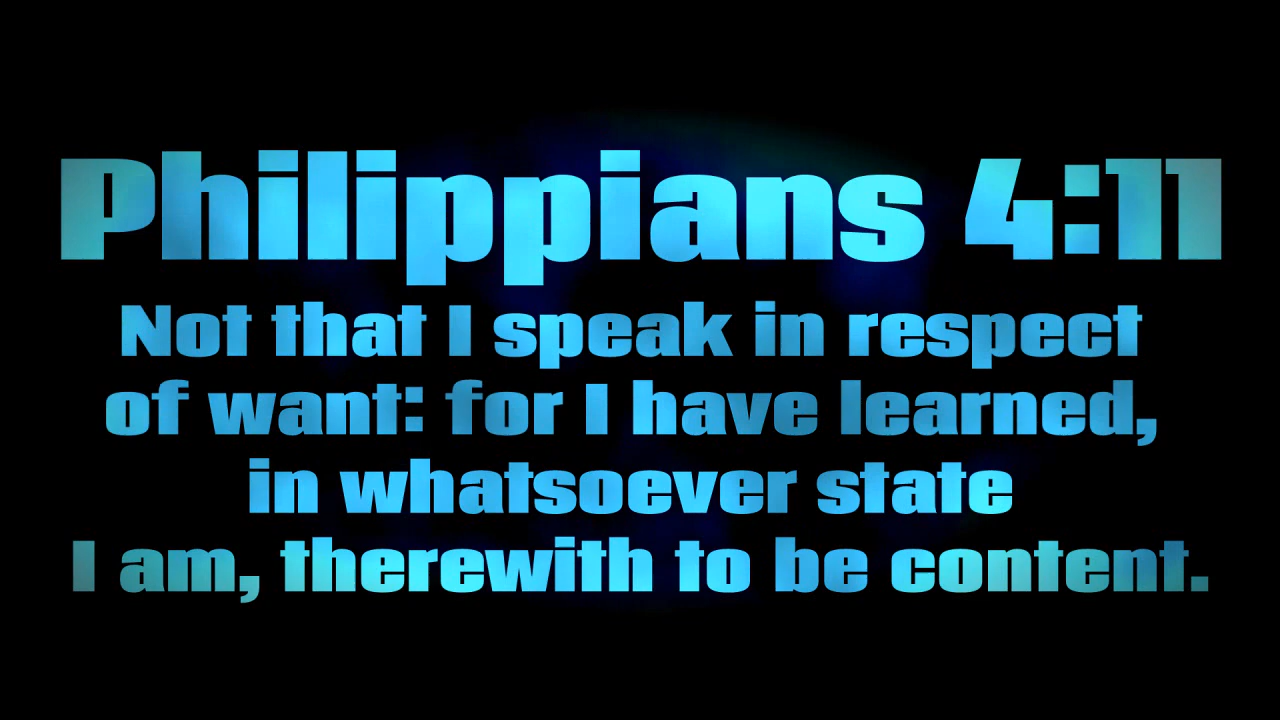 Philippians 4:11
Not that I speak in respect
of want: for I have learned,
in whatsoever state
I am, therewith to be content.